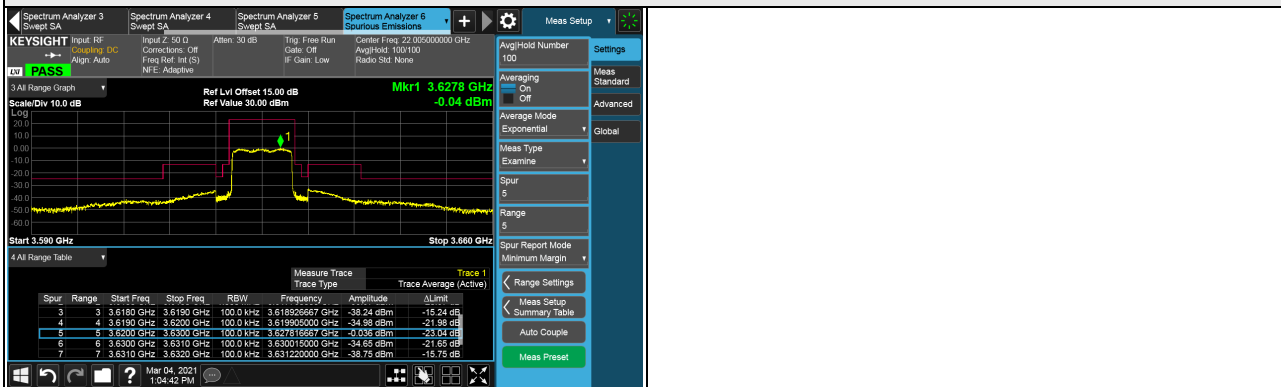 Spectrum Analyzer 3
Swept SA
Spectrum Analyzer 4
Swept SA
Spectrum Analyzer 5
Swept SA
Spectrum Analyzer 6
Spurious Emissions
Meas Setup
KEYSIGHT
Input: RF
Coupling: DC
Align: Auto
Input Z: 50 Ω
Corrections: Off
Freq Ref: Int (S)
NFE: Adaptive
Atten: 30 dB
Trig: Free Run
Gate: Off
IF Gain: Low
Center Freq: 22.005000000 GHz
Avg|Hold: 100/100
Radio Std: None
LXI
PASS
3 All Range Graph
Ref Lvl Offset 15.00 dB
Ref Value 30.00 dBm
Mkr1 3.6278 GHz
-0.04 dBm
Scale/Div 10.0 dB
Log
20.0
10.0
0.00
-10.0
-20.0
-30.0
-40.0
-50.0
-60.0
1
Start 3.590 GHz
Stop 3.660 GHz
4 All Range Table
Measure Trace Trace 1
Trace Type Trace Average (Active)
Spur Range Start Freq Stop Freq RBW Frequency Amplitude ΔLimit
3 3 3.6180 GHz 3.6190 GHz 100.0 kHz 3.618926667 GHz -38.24 dBm -15.24 dB
4 4 3.6190 GHz 3.6200 GHz 100.0 kHz 3.619905000 GHz -34.98 dBm -21.98 dB
5 5 3.6200 GHz 3.6300 GHz 100.0 kHz 3.627816667 GHz -0.036 dBm -23.04 dB
6 6 3.6300 GHz 3.6310 GHz 100.0 kHz 3.630015000 GHz -34.65 dBm -21.65 dB
7 7 3.6310 GHz 3.6320 GHz 100.0 kHz 3.631220000 GHz -38.75 dBm -15.75 dB
Mar 04, 2021
1:04:42 PM
Avg|Hold Number
100
Averaging
On
Off
Average Mode
Exponential
Meas Type
Examine
Spur
5
Range
5
Spur Report Mode
Minimum Margin
Range Settings
Meas Setup
Summary Table
Auto Couple
Meas Preset
Settings
Meas
Standard
Advanced
Global